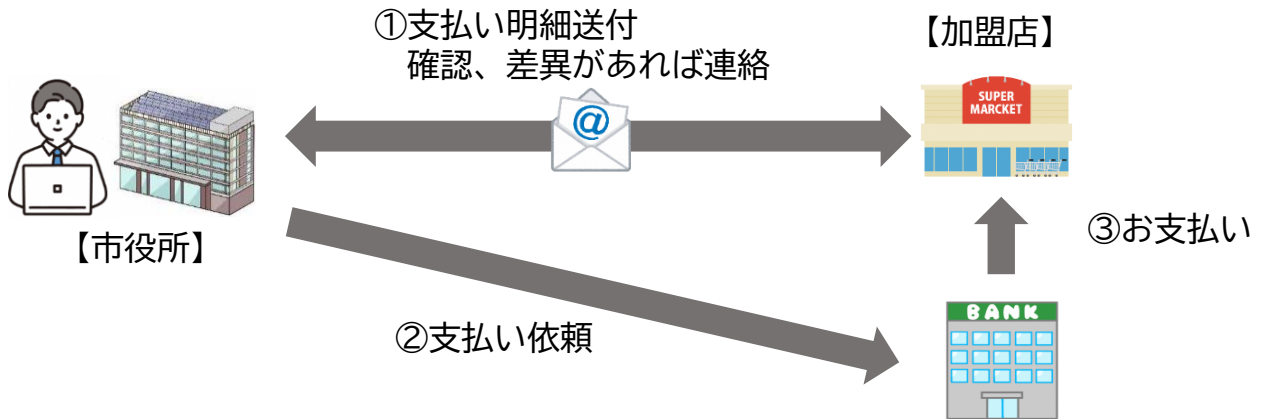 ①支払い明細送付
確認、差異があれば連絡
【加盟店】
SUPER
MARCKET
@
【市役所】
③お支払い
②支払い依頼
BANK